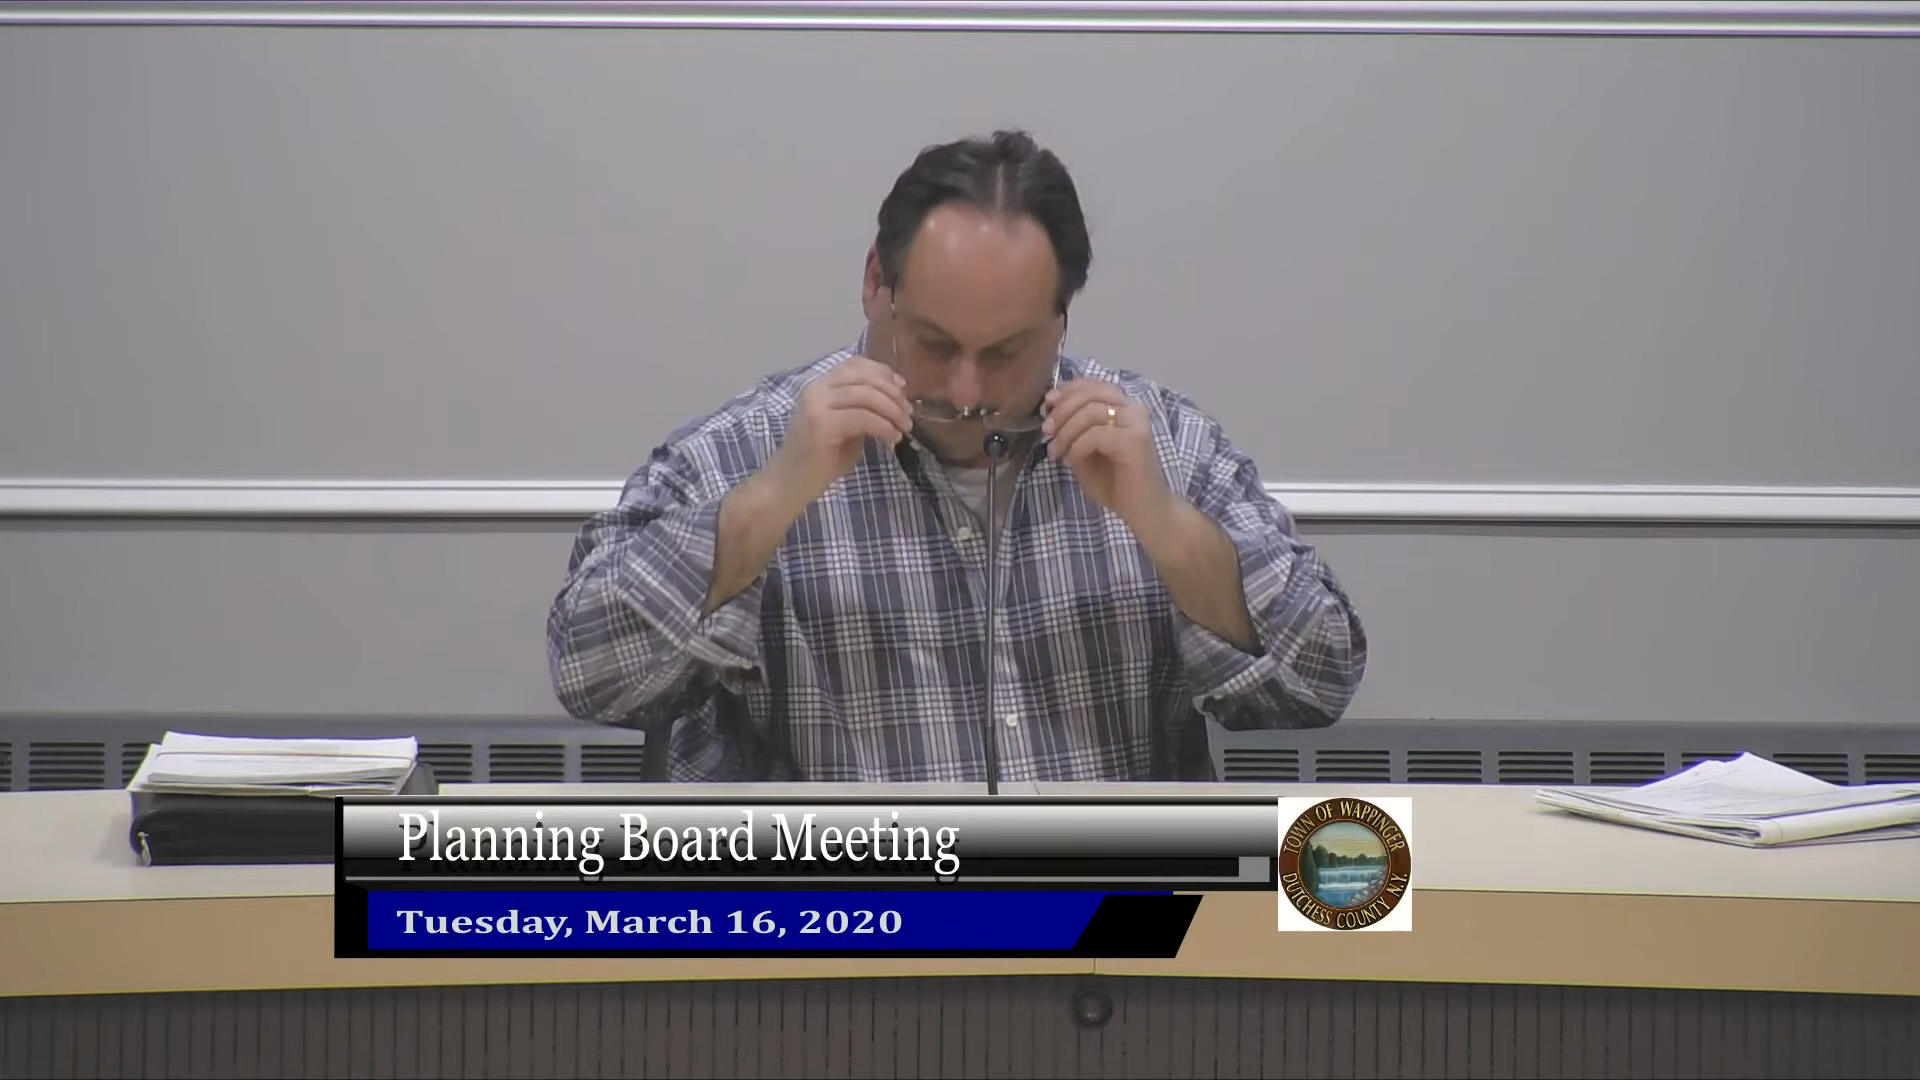 Planning Board Meeting
Tuesday, March 16, 2020
TOWN OF WAPPINGER
DUTCHESS COUNTY N.Y.